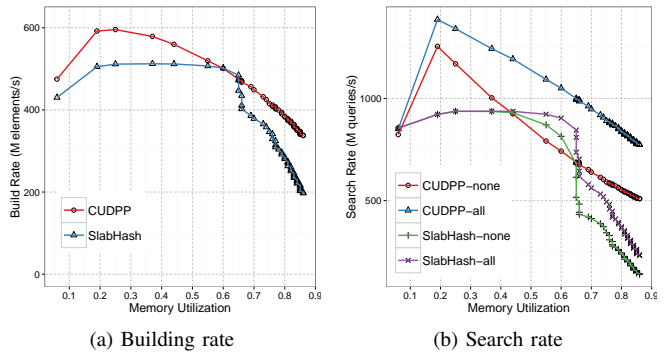 (a)
Build Rate (M elements/s)
600
400
200
0
CUDPP
SlabHash
0.1 0.2 0.3 0.4 0.5 0.6 0.7 0.8 0.9
Memory Utilization
(a) Building rate
(b)
Search Rate (M queries/s)
1000
500
CUDPP−none
CUDPP−all
SlabHash−none
SlabHash−all
0.1 0.2 0.3 0.4 0.5 0.6 0.7 0.8 0.9
Memory Utilization
(b) Search rate